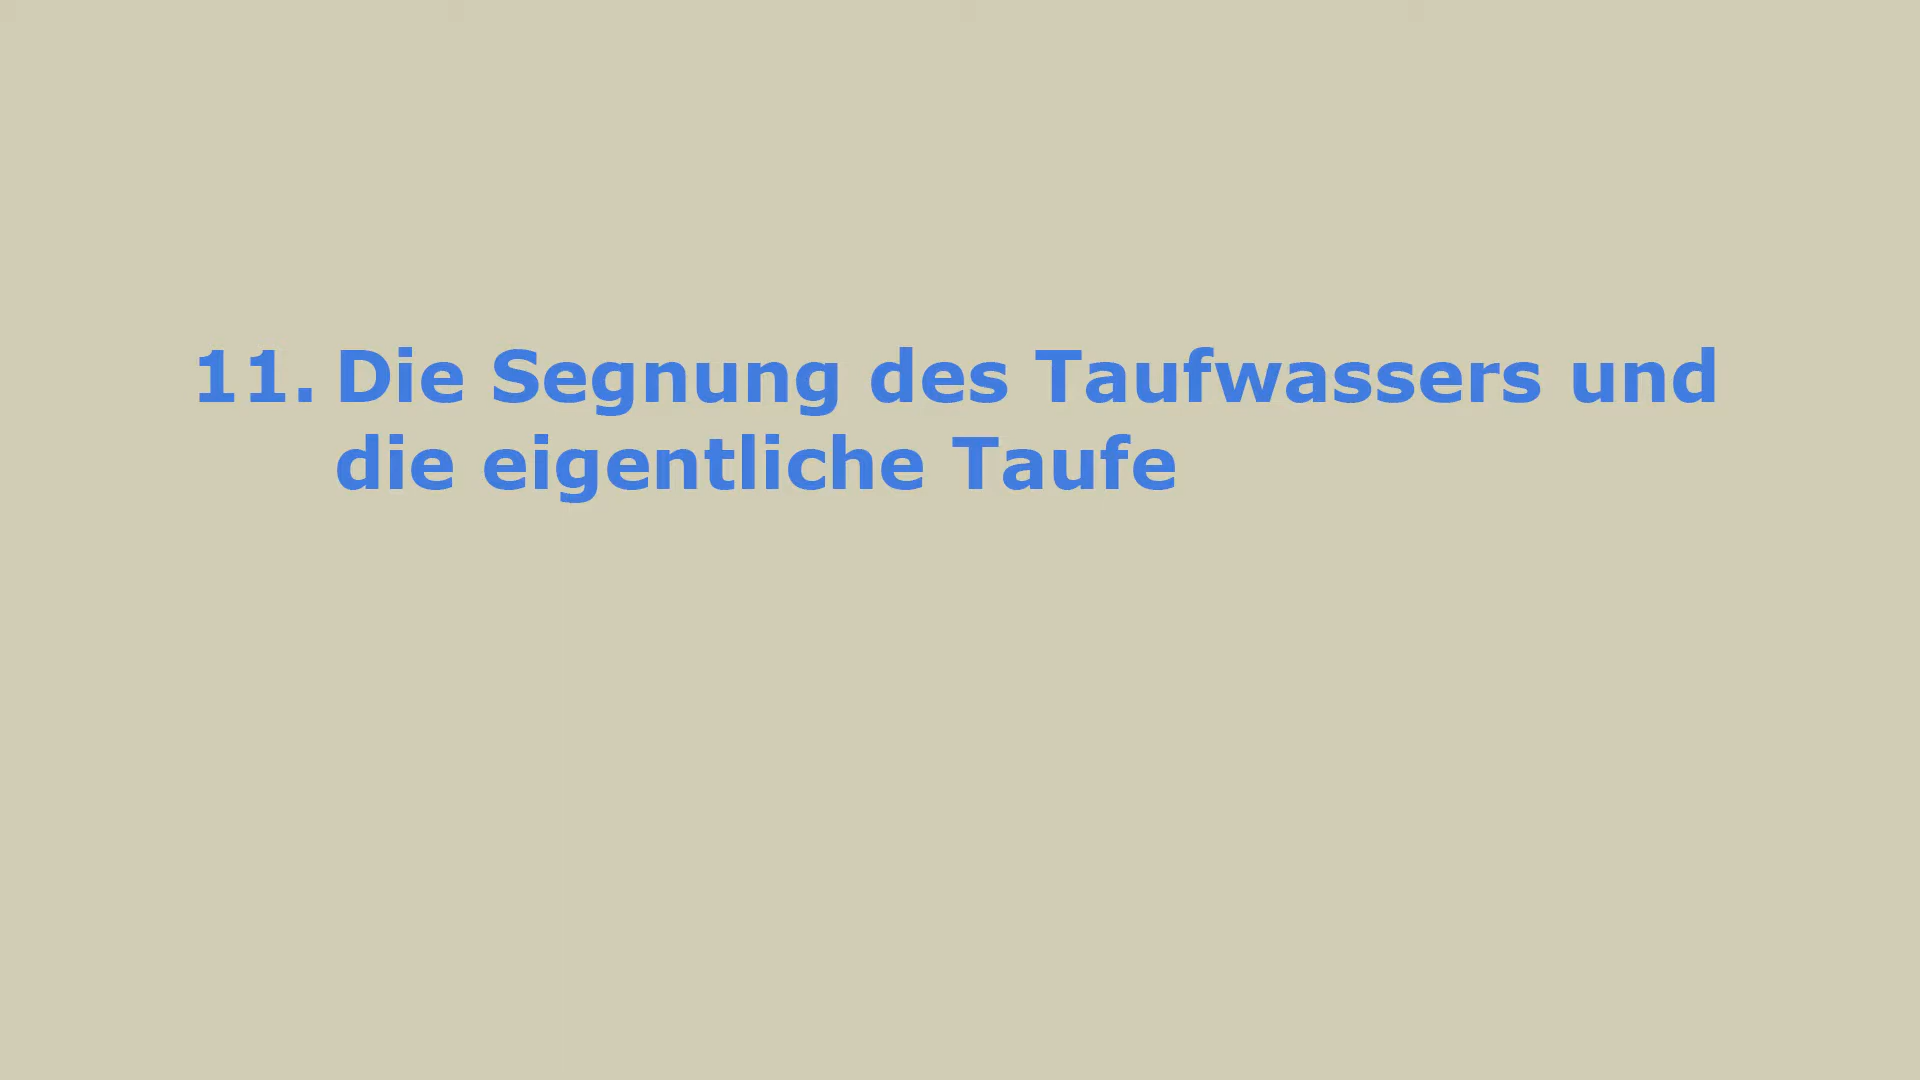 11. Die Segnung des Taufwassers und
die eigentliche Taufe